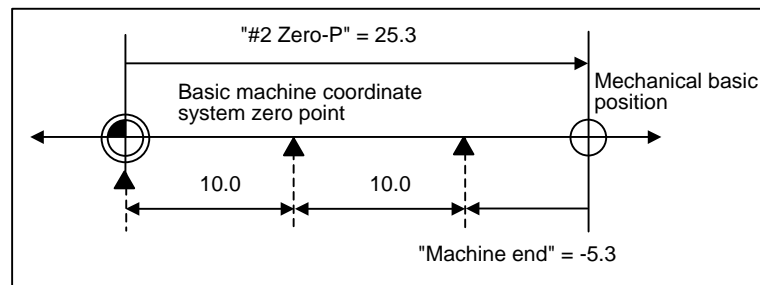 "#2 Zero-P" = 25.3
Basic machine coordinate
system zero point
Mechanical basic
position
10.0
10.0
"Machine end" = -5.3